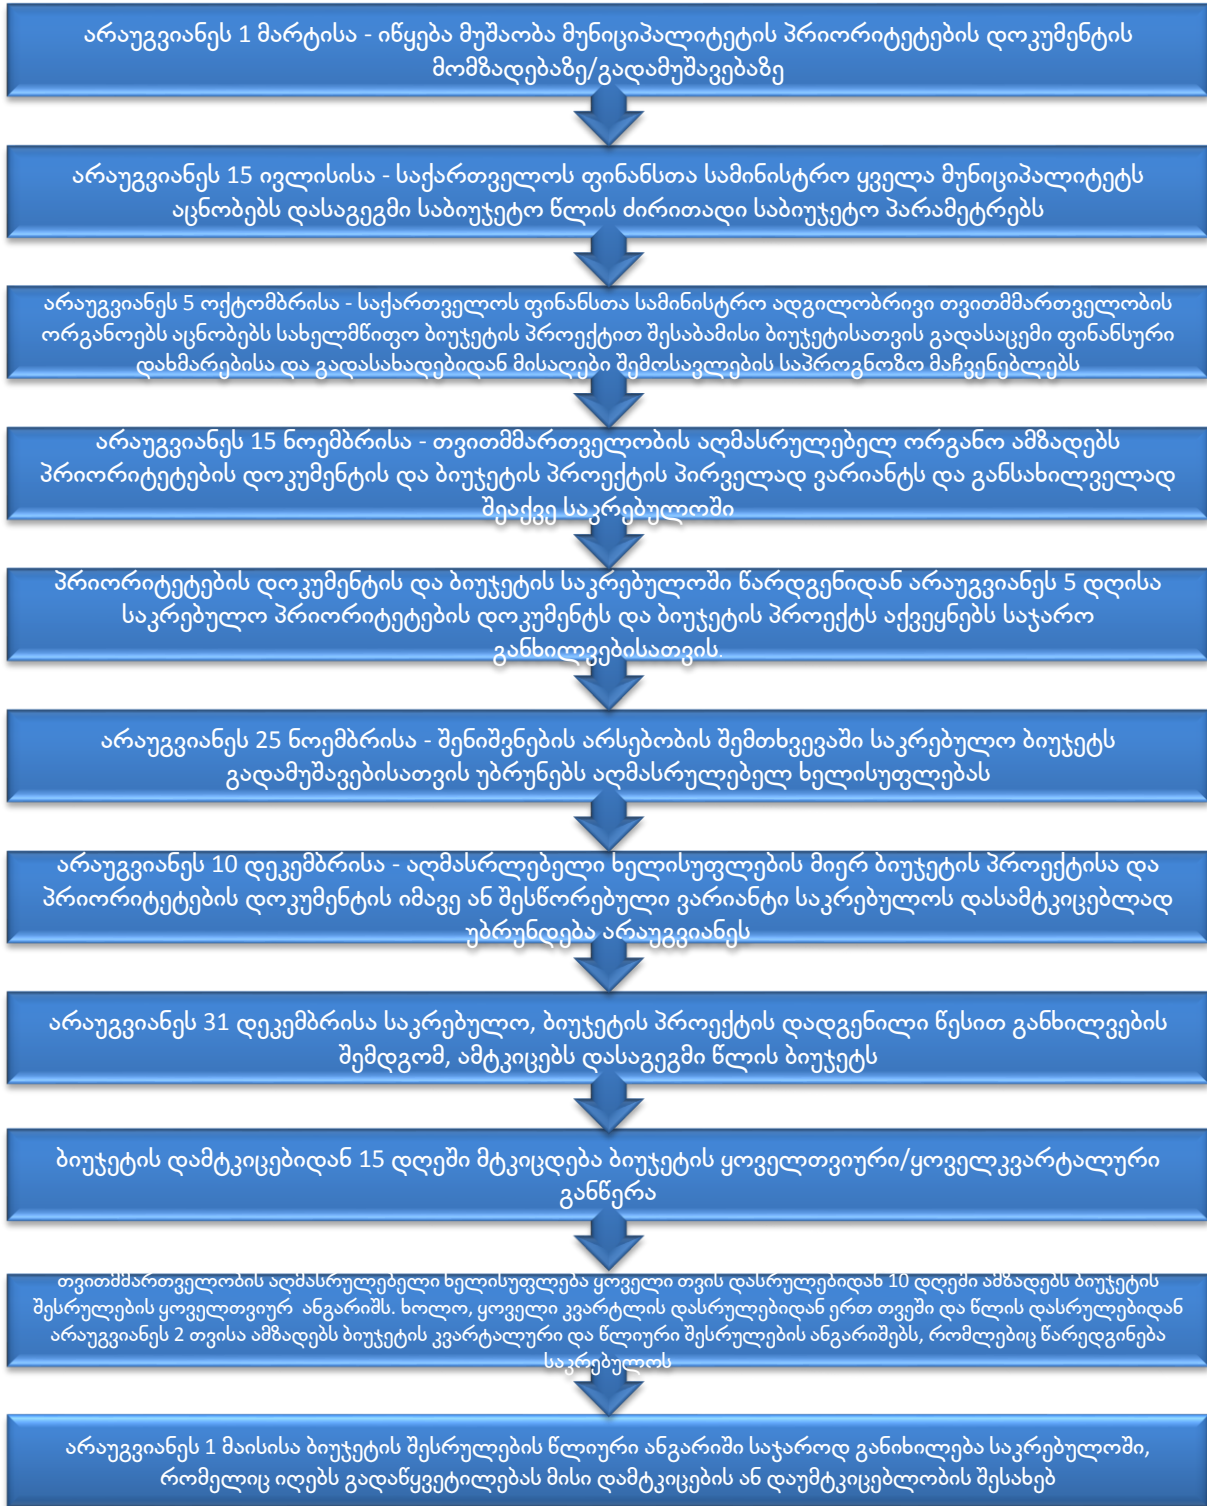 არაუგვიანეს 1 მარტისა - იწყება მუშაობა მუნიციპალიტეტის პრიორიტეტების დოკუმენტის
მომზადებაზე/გადამუშავებაზე
არაუგვიანეს 15 ივლისისა - საქართველოს ფინანსთა სამინისტრო ყველა მუნიციპალიტეტს
აცნობებს დასაგეგმი საბიუჯეტო წლის ძირითადი საბიუჯეტო პარამეტრებს
არაუგვიანეს 5 ოქტომბრისა - საქართველოს ფინანსთა სამინისტრო ადგილობრივი თვითმმართველობის
ორგანოებს აცნობებს სახელმწიფო ბიუჯეტის პროექტით შესაბამისი ბიუჯეტისათვის გადასაცემი ფინანსური
დახმარებისა და გადასახადებიდან მისაღები შემოსავლების საპროგნოზო მაჩვენებლებს
არაუგვიანეს 15 ნოემბრისა - თვითმმართველობის აღმასრულებელ ორგანო ამზადებს
პრიორიტეტების დოკუმენტის და ბიუჯეტის პროექტის პირველად ვარიანტს და განსახილველად
შეაქვე საკრებულოში
პრიორიტეტების დოკუმენტის და ბიუჯეტის საკრებულოში წარდგენიდან არაუგვიანეს 5 დღისა
საკრებულო პრიორიტეტების დოკუმენტს და ბიუჯეტის პროექტს აქვეყნებს საჯარო
განხილვებისათვის.
არაუგვიანეს 25 ნოემბრისა - შენიშვნების არსებობის შემთხვევაში საკრებულო ბიუჯეტს
გადამუშავებისათვის უბრუნებს აღმასრულებელ ხელისუფლებას
არაუგვიანეს 10 დეკემბრისა - აღმასრლებელი ხელისუფლების მიერ ბიუჯეტის პროექტისა და
პრიორიტეტების დოკუმენტის იმავე ან შესწორებული ვარიანტი საკრებულოს დასამტკიცებლად
უბრუნდება არაუგვიანეს
არაუგვიანეს 31 დეკემბრისა საკრებულო, ბიუჯეტის პროექტის დადგენილი წესით განხილვების
შემდგომ, ამტკიცებს დასაგეგმი წლის ბიუჯეტს
ბიუჯეტის დამტკიცებიდან 15 დღეში მტკიცდება ბიუჯეტის ყოველთვიური/ყოველკვარტალური
განწერა
თვითმმართველობის აღმასრულებელი ხელისუფლება ყოველი თვის დასრულებიდან 10 დღეში ამზადებს ბიუჯეტის
შესრულების ყოველთვიურ ანგარიშს. ხოლო, ყოველი კვარტლის დასრულებიდან ერთ თვეში და წლის დასრულებიდან
არაუგვიანეს 2 თვისა ამზადებს ბიუჯეტის კვარტალური და წლიური შესრულების ანგარიშებს, რომლებიც წარედგინება
საკრებულოს
არაუგვიანეს 1 მაისისა ბიუჯეტის შესრულების წლიური ანგარიში საჯაროდ განიხილება საკრებულოში,
რომელიც იღებს გადაწყვეტილებას მისი დამტკიცების ან დაუმტკიცებლობის შესახებ